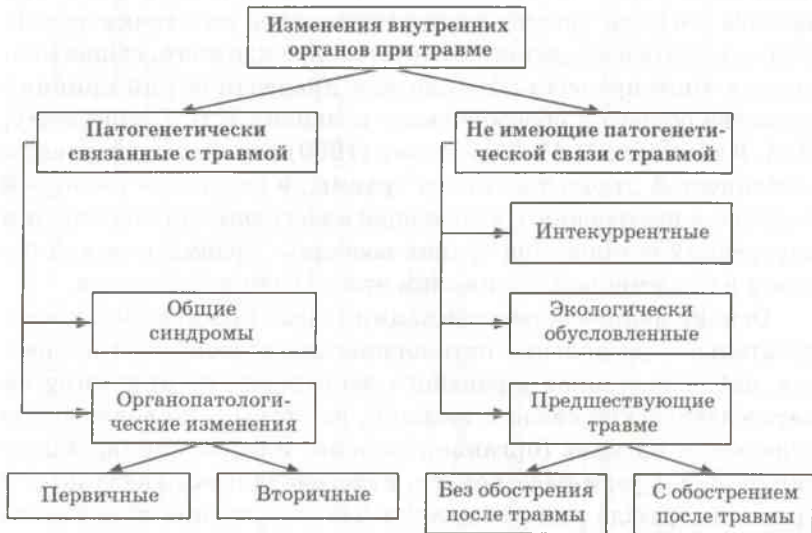 Изменения внутренних
органов при травме
Патогенетически
связанные с травмой
Не имеющие патогенети-
ческой связи с травмой
Интекуррентные
Общие
синдромы
Экологически
обусловленные
Органопатологи-
ческие изменения
Предшествующие
травме
Первичные
Вторичные
Без обострения
после травмы
С обострением
после травмы